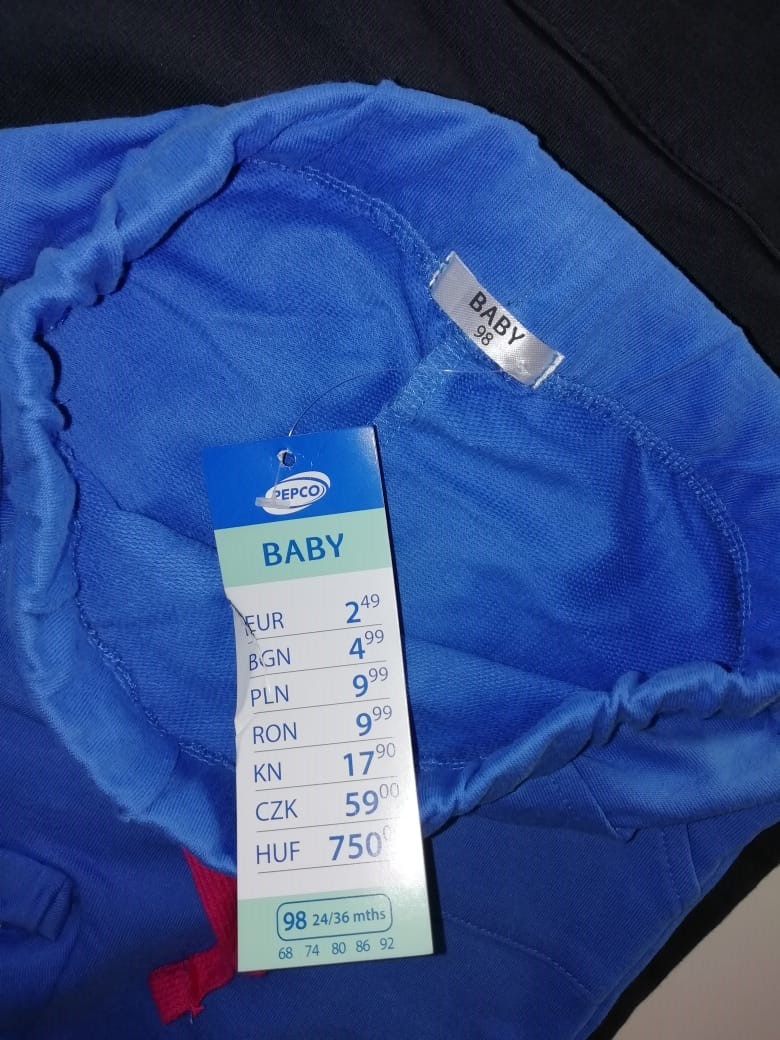 BABY
98
PEPCO
BABY
EUR 2 49
BGN 4 99
PLN 9 99
RON 9 99
KN 17 90
CZK 59 00
HUF 750
98 24/36 mths
68 74 80 86 92